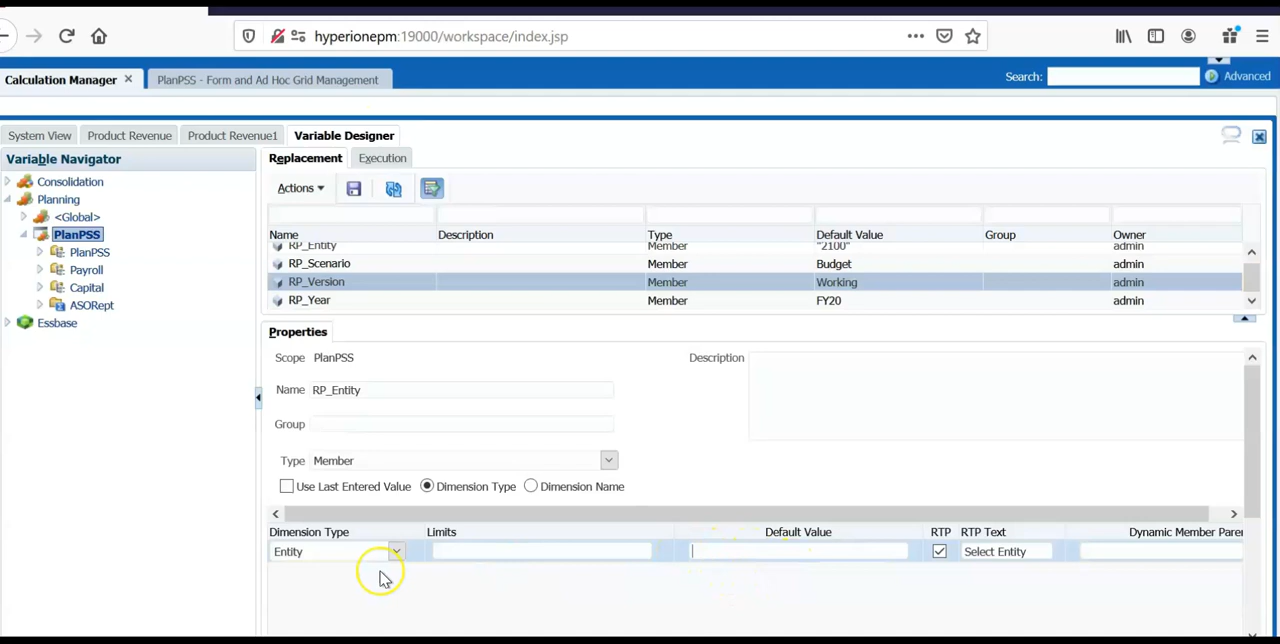 hyperionepm:19000/workspace/index.jsp
Calculation Manager
PlanPSS - Form and Ad Hoc Grid Management
Search:
Advanced
System View
Product Revenue
Product Revenue1
Variable Designer
Variable Navigator
Replacement
Execution
Consolidation
Planning
<Global>
PlanPSS
PlanPSS
Payroll
Capital
ASORept
Essbase
Actions
Name Description Type Default Value Group Owner
RP_Entity Member "2100" admin
RP_Scenario Member Budget admin
RP_Version Member Working admin
RP_Year Member FY20 admin
Properties
Scope PlanPSS
Description
Name RP_Entity
Group
Type Member
Use Last Entered Value Dimension Type Dimension Name
Dimension Type Limits Default Value RTP RTP Text Dynamic Member Paren
Entity Select Entity